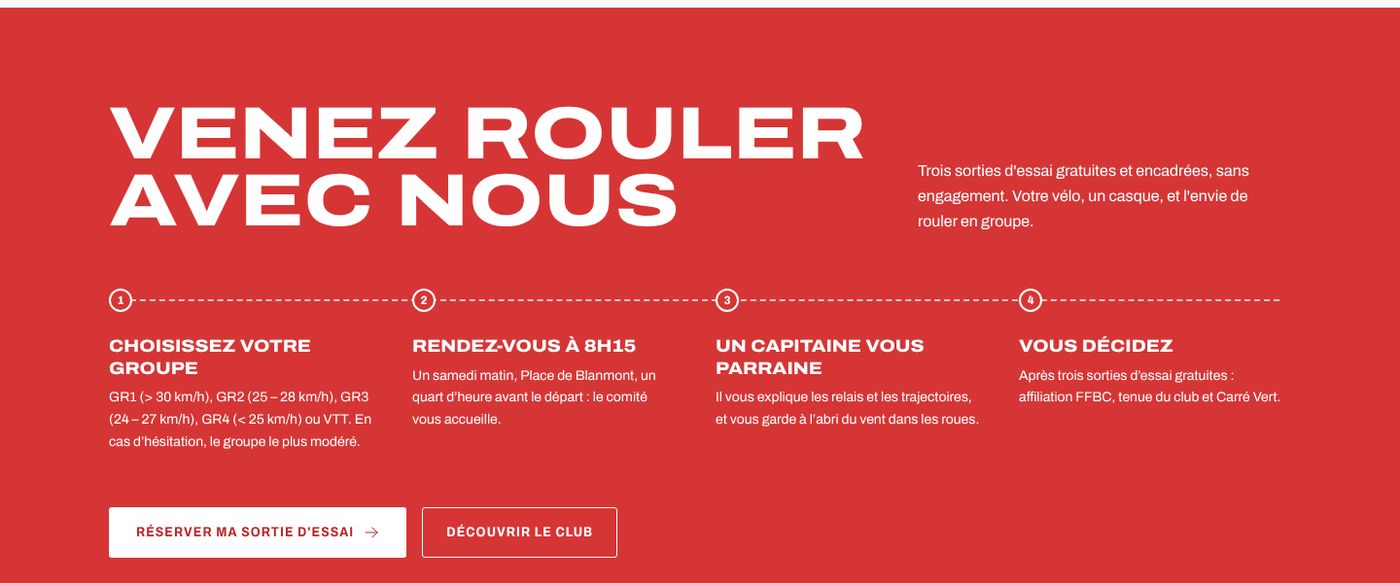 VENEZ ROULER
AVEC NOUS
Trois sorties d'essai gratuites et encadrées, sans
engagement. Votre vélo, un casque, et l'envie de
rouler en groupe.
1
CHOISISSEZ VOTRE
GROUPE
GR1 (> 30 km/h), GR2 (25 – 28 km/h), GR3
(24 – 27 km/h), GR4 (< 25 km/h) ou VTT. En
cas d’hésitation, le groupe le plus modéré.
2
RENDEZ-VOUS À 8H15
Un samedi matin, Place de Blanmont, un
quart d’heure avant le départ : le comité
vous accueille.
3
UN CAPITAINE VOUS
PARRAINE
Il vous explique les relais et les trajectoires,
et vous garde à l’abri du vent dans les roues.
4
VOUS DÉCIDEZ
Après trois sorties d’essai gratuites :
affiliation FFBC, tenue du club et Carré Vert.
RÉSERVER MA SORTIE D'ESSAI →
DÉCOUVRIR LE CLUB